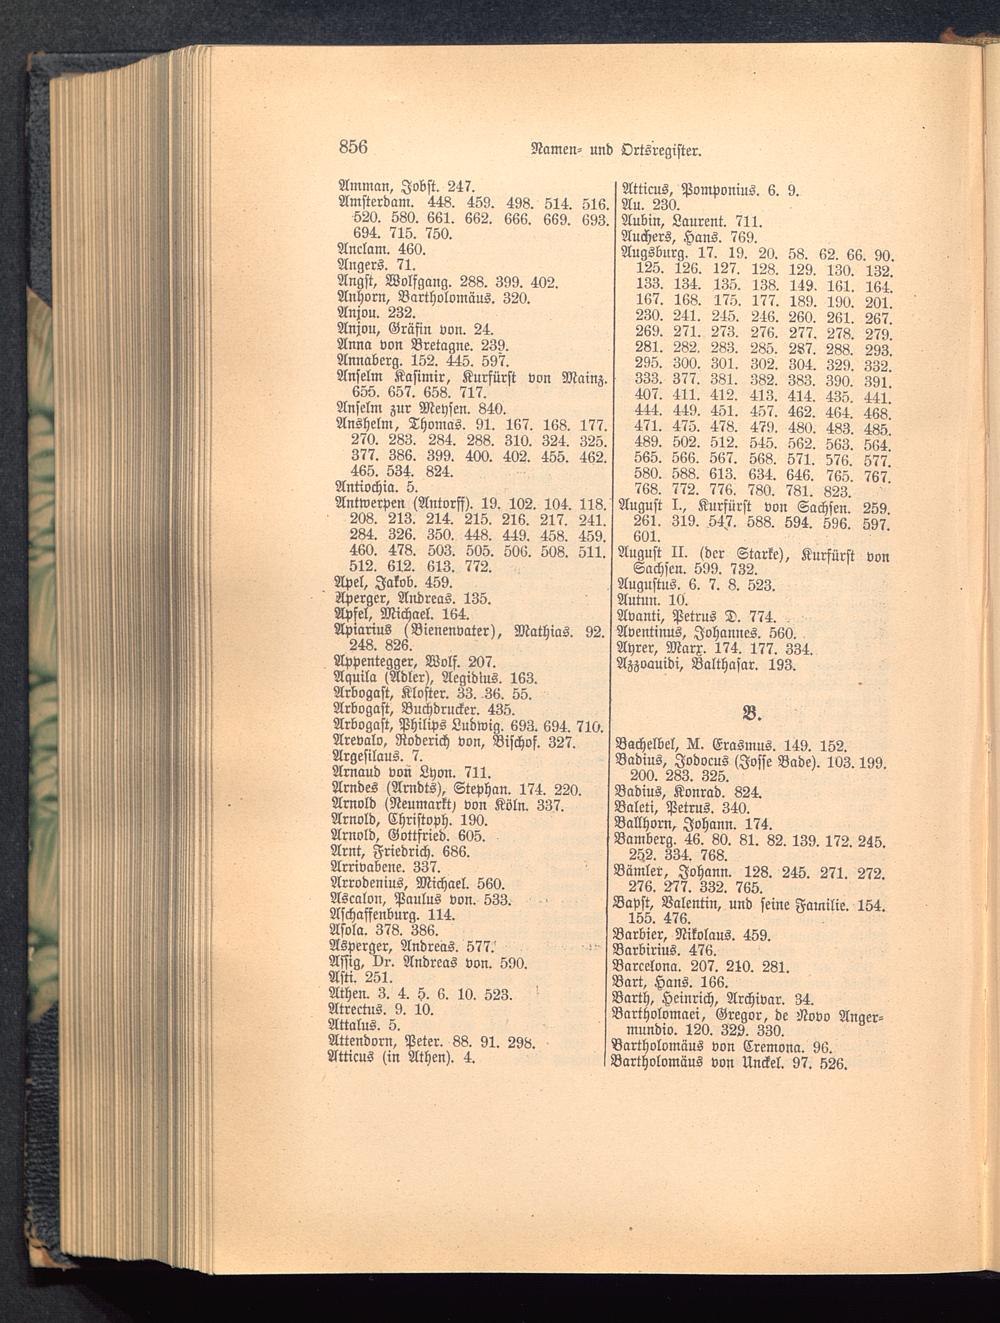 856
Namen- und Ortsregister.
Amman, Jobst. 247.
Amsterdam. 448. 459. 498. 514. 516.
520. 580. 661. 662. 666. 669. 693.
694. 715. 750.
Anclam. 460.
Angers. 71.
Angst, Wolfgang. 288. 399. 402.
Anhorn, Bartholomäus. 320.
Anjou. 232.
Anjou, Gräfin von. 24.
Anna von Bretagne. 239.
Annaberg. 152. 445. 597.
Anselm Kasimir, Kurfürst von Mainz.
655. 657. 658. 717.
Anselm zur Meysen. 840.
Anshelm, Thomas. 91. 167. 168. 177.
270. 283. 284. 288. 310. 324. 325.
377. 386. 399. 400. 402. 455. 462.
465. 534. 824.
Antiochia. 5.
Antwerpen (Antorff). 19. 102. 104. 118.
208. 213. 214. 215. 216. 217. 241.
284. 326. 350. 448. 449. 458. 459.
460. 478. 503. 505. 506. 508. 511.
512. 612. 613. 772.
Apel, Jakob. 459.
Aperger, Andreas. 135.
Apfel, Michael. 164.
Apiarius (Bienenvater), Mathias. 92.
248. 826.
Appentegger, Wolf. 207.
Aquila (Adler), Aegidius. 163.
Arbogast, Kloster. 33. 36. 55.
Arbogast, Buchdrucker. 435.
Arbogast, Philips Ludwig. 693. 694. 710.
Arevalo, Roderich von, Bischof. 327.
Argesilaus. 7.
Arnaud von Lyon. 711.
Arndes (Arndts), Stephan. 174. 220.
Arnold (Neumarkt) von Köln. 337.
Arnold, Christoph. 190.
Arnold, Gottfried. 605.
Arnt, Friedrich. 686.
Arrivabene. 337.
Arrodenius, Michael. 560.
Ascalon, Paulus von. 533.
Aschaffenburg. 114.
Asola. 378. 386.
Asperger, Andreas. 577.
Assig, Dr. Andreas von. 590.
Asti. 251.
Athen. 3. 4. 5. 6. 10. 523.
Atrectus. 9. 10.
Attalus. 5.
Attendorn, Peter. 88. 91. 298.
Atticus (in Athen). 4.
Atticus, Pomponius. 6. 9.
Au. 230.
Aubin, Laurent. 711.
Auchers, Hans. 769.
Augsburg. 17. 19. 20. 58. 62. 66. 90.
125. 126. 127. 128. 129. 130. 132.
133. 134. 135. 138. 149. 161. 164.
167. 168. 175. 177. 189. 190. 201.
230. 241. 245. 246. 260. 261. 267.
269. 271. 273. 276. 277. 278. 279.
281. 282. 283. 285. 287. 288. 293.
295. 300. 301. 302. 304. 329. 332.
333. 377. 381. 382. 383. 390. 391.
407. 411. 412. 413. 414. 435. 441.
444. 449. 451. 457. 462. 464. 468.
471. 475. 478. 479. 480. 483. 485.
489. 502. 512. 545. 562. 563. 564.
565. 566. 567. 568. 571. 576. 577.
580. 588. 613. 634. 646. 765. 767.
768. 772. 776. 780. 781. 823.
August I., Kurfürst von Sachsen. 259.
261. 319. 547. 588. 594. 596. 597.
601.
August II. (der Starke), Kurfürst von
Sachsen. 599. 732.
Augustus. 6. 7. 8. 523.
Autun. 10.
Avanti, Petrus D. 774.
Aventinus, Johannes. 560.
Ayrer, Marx. 174. 177. 334.
Azzoguidi, Balthasar. 193.
B.
Bachelbel, M. Erasmus. 149. 152.
Badius, Jodocus (Josse Bade). 103. 199.
200. 283. 325.
Badius, Konrad. 824.
Baleti, Petrus. 340.
Ballhorn, Johann. 174.
Bamberg. 46. 80. 81. 82. 139. 172. 245.
252. 334. 768.
Bämler, Johann. 128. 245. 271. 272.
276. 277. 332. 765.
Bapst, Valentin, und seine Familie. 154.
155. 476.
Barbier, Nikolaus. 459.
Barbirius. 476.
Barcelona. 207. 210. 281.
Bart, Hans. 166.
Barth, Heinrich, Archivar. 34.
Bartholomaei, Gregor, de Novo Anger-
mundio. 120. 329. 330.
Bartholomäus von Cremona. 96.
Bartholomäus von Unckel. 97. 526.